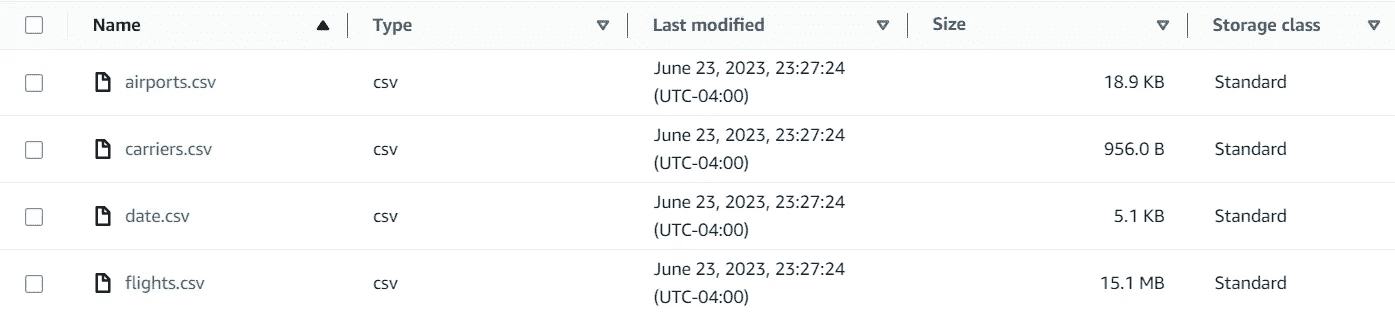 Name Type Last modified Size Storage class
airports.csv csv June 23, 2023, 23:27:24 (UTC-04:00) 18.9 KB Standard
carriers.csv csv June 23, 2023, 23:27:24 (UTC-04:00) 956.0 B Standard
date.csv csv June 23, 2023, 23:27:24 (UTC-04:00) 5.1 KB Standard
flights.csv csv June 23, 2023, 23:27:24 (UTC-04:00) 15.1 MB Standard